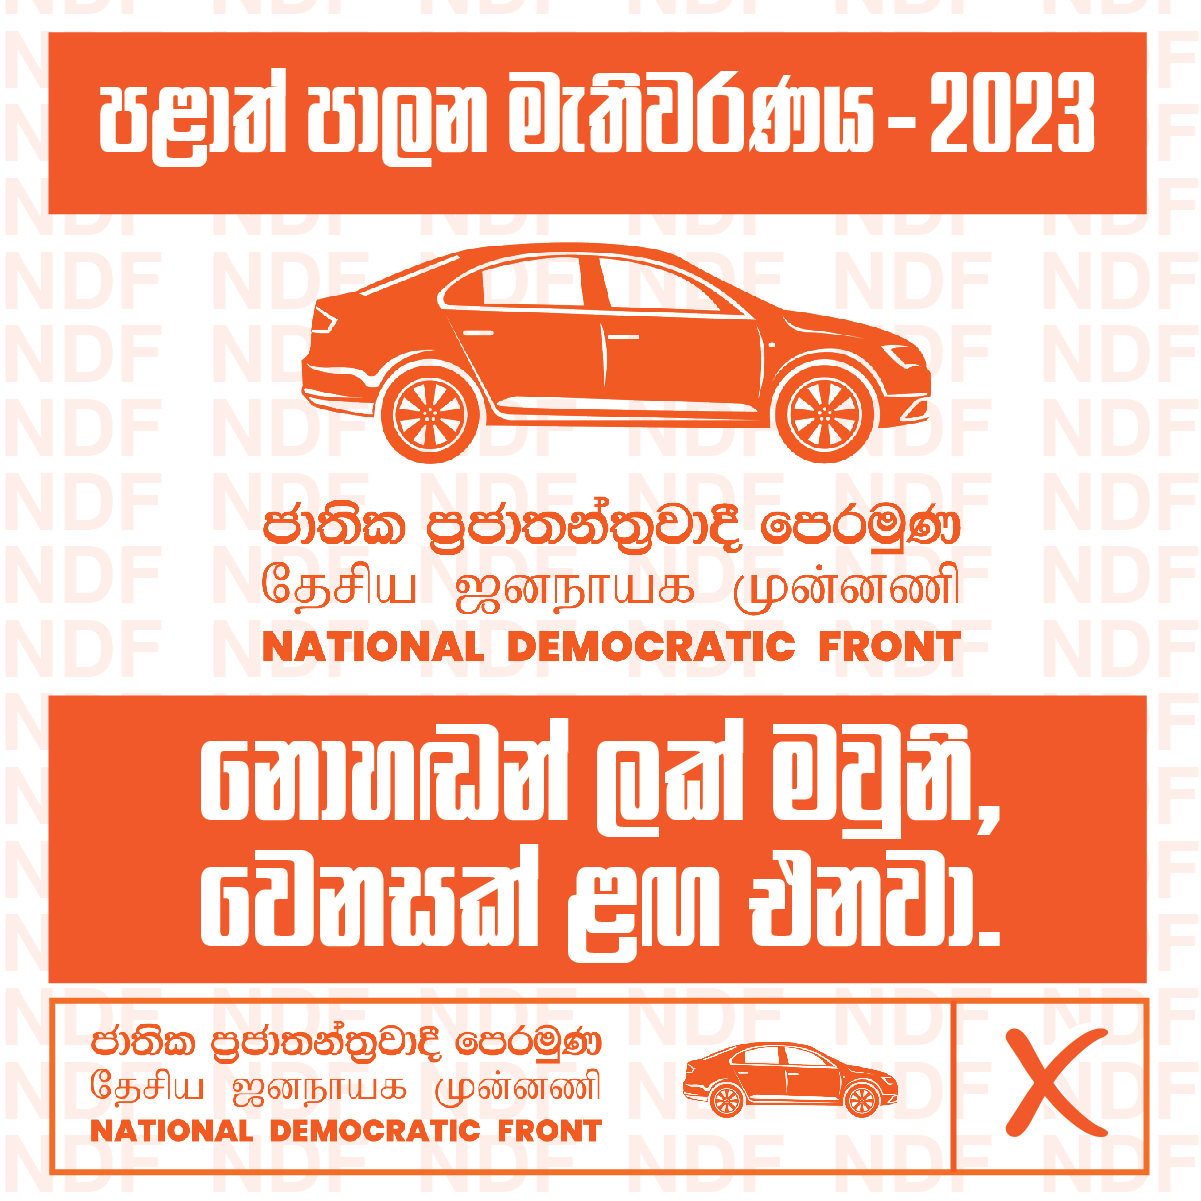 පළාත් පාලන මැතිවරණය - 2023
ජාතික ප්‍රජාතන්ත්‍රවාදී පෙරමුණ
தேசிய ஜனநாயக முன்னணி
NATIONAL DEMOCRATIC FRONT
නොහඬන් ලක් මවුනි,
වෙනසක් ළඟ එනවා.
ජාතික ප්‍රජාතන්ත්‍රවාදී පෙරමුණ
தேசிய ஜனநாயக முன்னணி
NATIONAL DEMOCRATIC FRONT
X